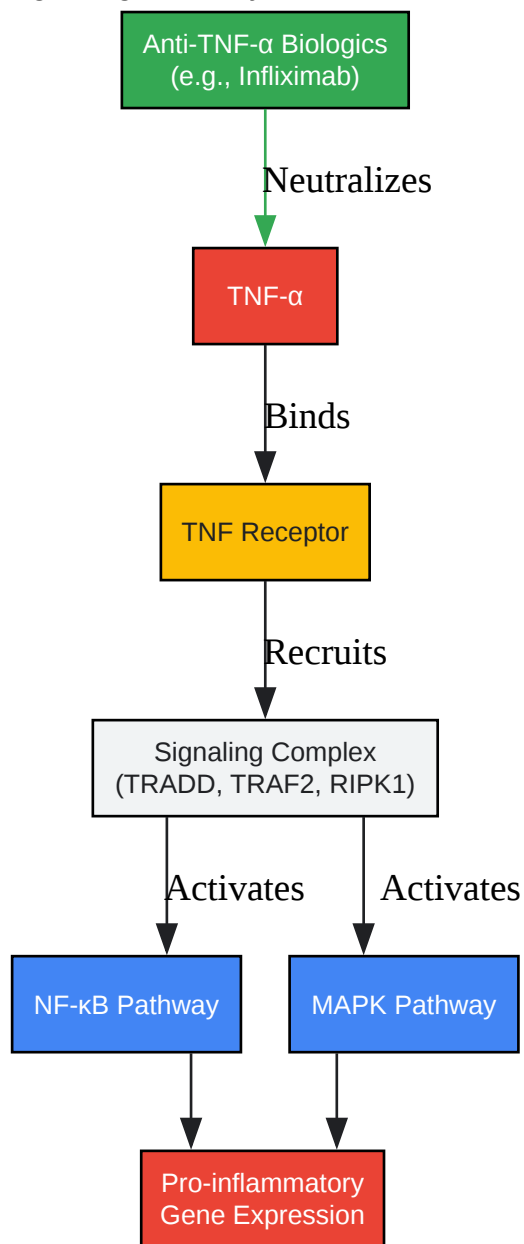 Anti-TNF-α Biologics
(e.g., Infliximab)
Neutralizes
TNF-α
Binds
TNF Receptor
Recruits
Signaling Complex
(TRADD, TRAF2, RIPK1)
Activates
Activates
NF-κB Pathway
MAPK Pathway
Pro-inflammatory
Gene Expression